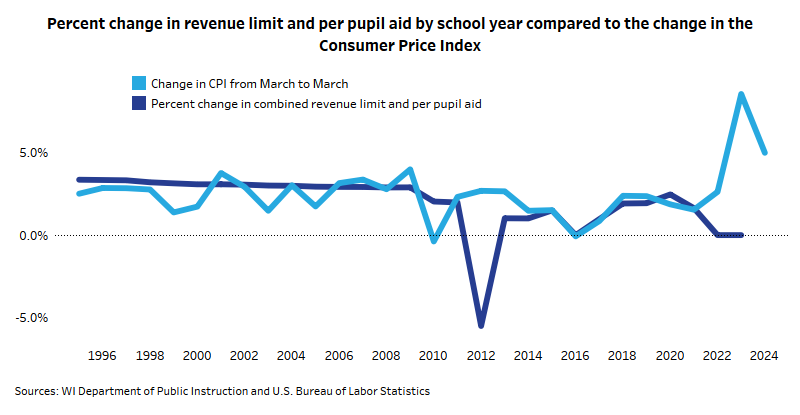 Percent change in revenue limit and per pupil aid by school year compared to the change in the
Consumer Price Index
Change in CPI from March to March
Percent change in combined revenue limit and per pupil aid
5.0%
0.0%
-5.0%
1996 1998 2000 2002 2004 2006 2008 2010 2012 2014 2016 2018 2020 2022 2024
Sources: WI Department of Public Instruction and U.S. Bureau of Labor Statistics